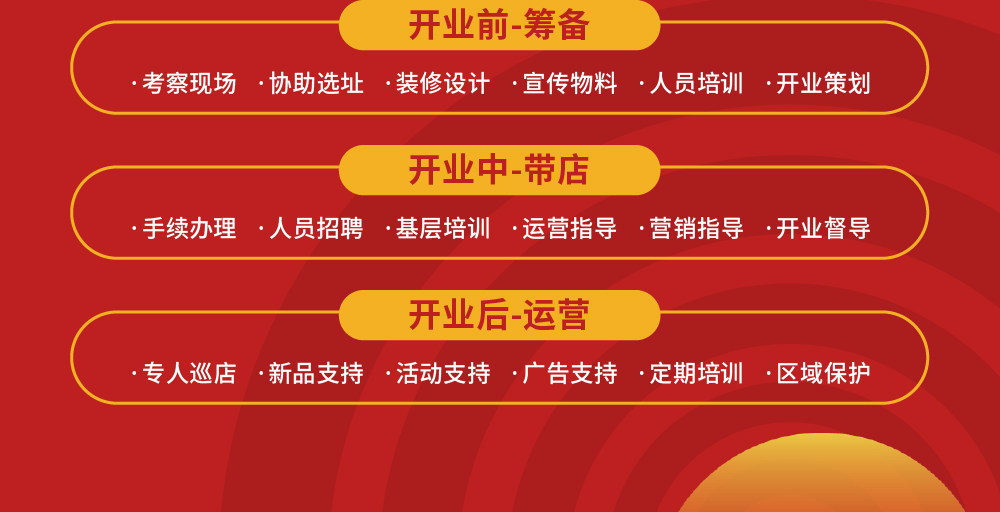 开业前-筹备
·考察现场 ·协助选址 ·装修设计 ·宣传物料 ·人员培训 ·开业策划
开业中-带店
·手续办理 ·人员招聘 ·基层培训 ·运营指导 ·营销指导 ·开业督导
开业后-运营
·专人巡店 ·新品支持 ·活动支持 ·广告支持 ·定期培训 ·区域保护